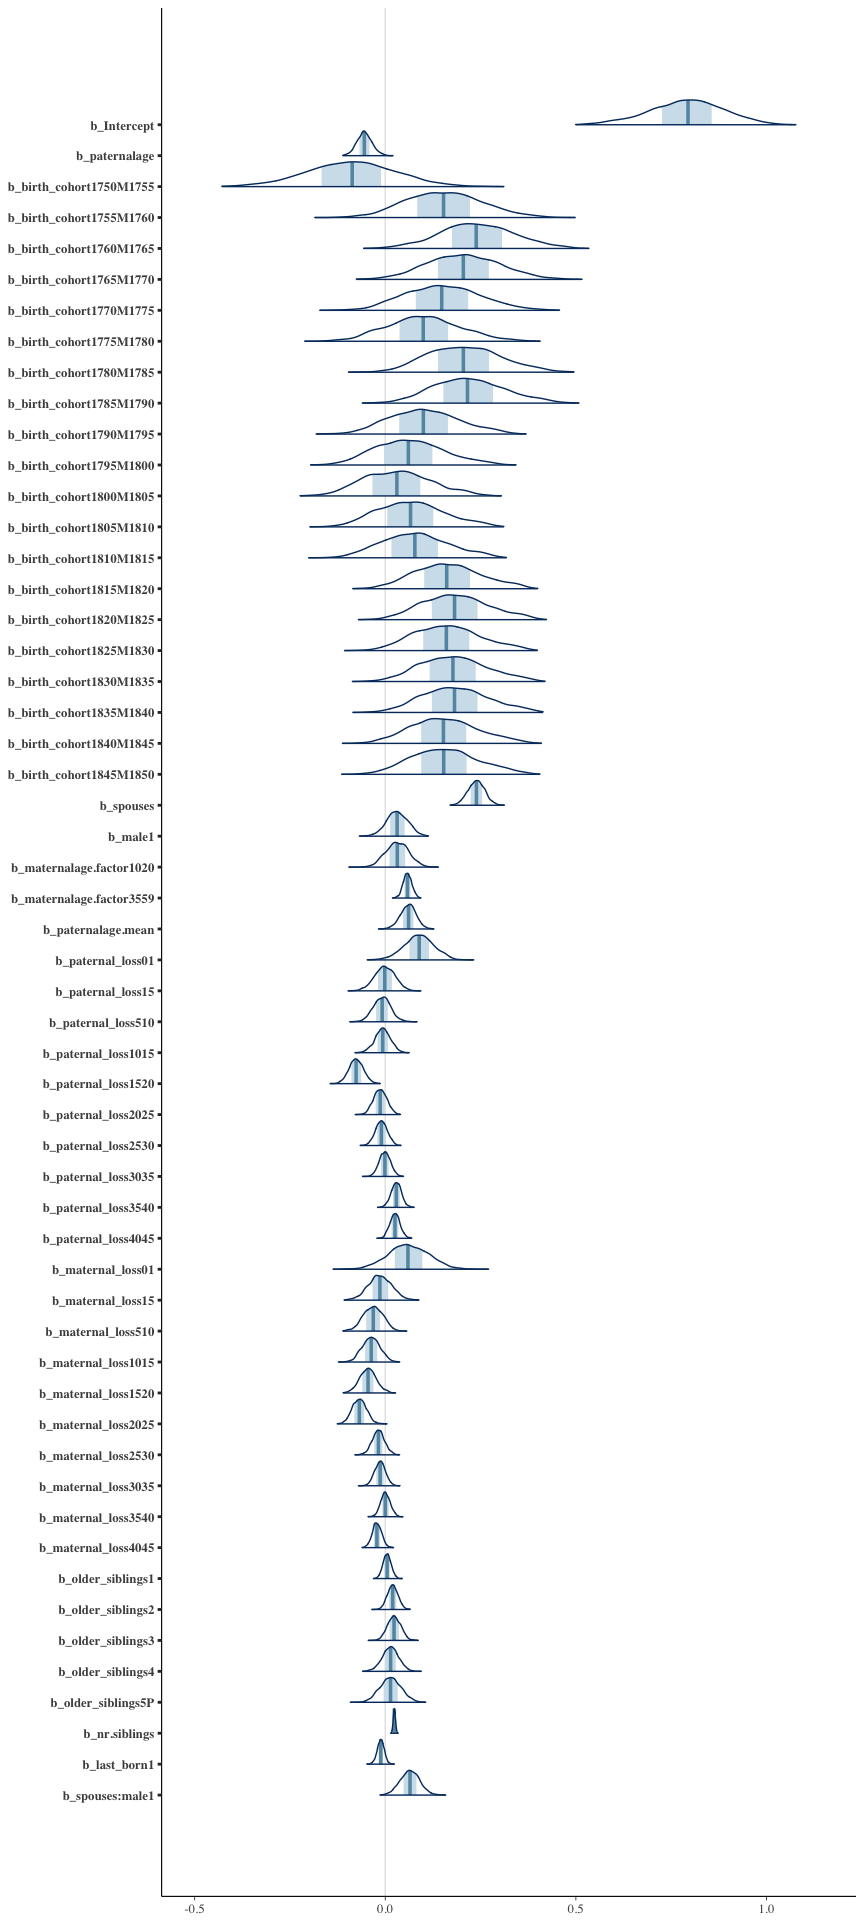 b_Intercept
b_paternalage
b_birth_cohort1750M1755
b_birth_cohort1755M1760
b_birth_cohort1760M1765
b_birth_cohort1765M1770
b_birth_cohort1770M1775
b_birth_cohort1775M1780
b_birth_cohort1780M1785
b_birth_cohort1785M1790
b_birth_cohort1790M1795
b_birth_cohort1795M1800
b_birth_cohort1800M1805
b_birth_cohort1805M1810
b_birth_cohort1810M1815
b_birth_cohort1815M1820
b_birth_cohort1820M1825
b_birth_cohort1825M1830
b_birth_cohort1830M1835
b_birth_cohort1835M1840
b_birth_cohort1840M1845
b_birth_cohort1845M1850
b_spouses
b_male1
b_maternalage.factor1020
b_maternalage.factor3559
b_paternalage.mean
b_paternal_loss01
b_paternal_loss15
b_paternal_loss510
b_paternal_loss1015
b_paternal_loss1520
b_paternal_loss2025
b_paternal_loss2530
b_paternal_loss3035
b_paternal_loss3540
b_paternal_loss4045
b_maternal_loss01
b_maternal_loss15
b_maternal_loss510
b_maternal_loss1015
b_maternal_loss1520
b_maternal_loss2025
b_maternal_loss2530
b_maternal_loss3035
b_maternal_loss3540
b_maternal_loss4045
b_older_siblings1
b_older_siblings2
b_older_siblings3
b_older_siblings4
b_older_siblings5P
b_nr.siblings
b_last_born1
b_spouses:male1
-0.5 0.0 0.5 1.0